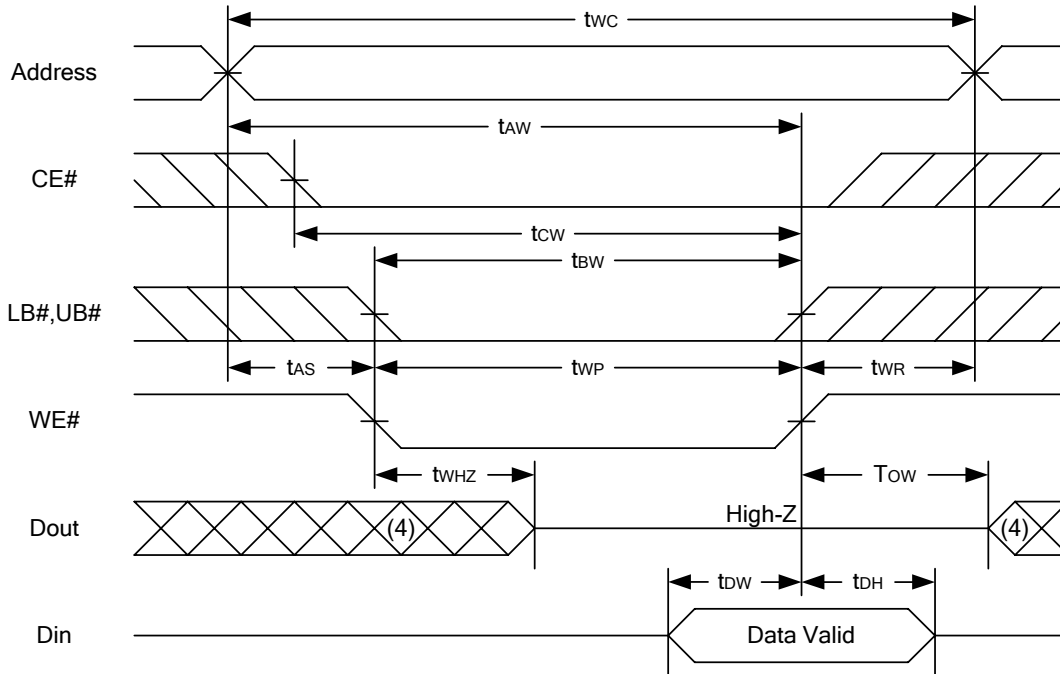 tWC
Address
tAW
CE#
tCW
tBW
LB#,UB#
tAS
tWP
tWR
WE#
tWHZ
TOW
Dout
(4)
High-Z
(4)
tDW
tDH
Din
Data Valid